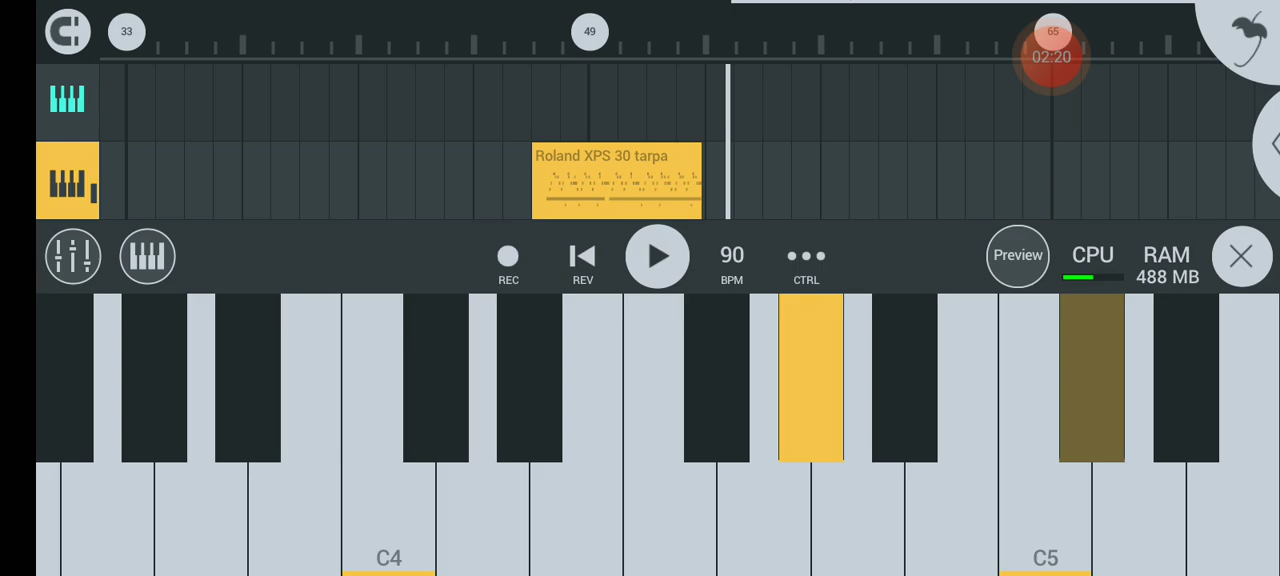 33
49
65
02:20
Roland XPS 30 tarpa
REC
REV
90
BPM
CTRL
Preview
CPU
RAM
488 MB
C4
C5